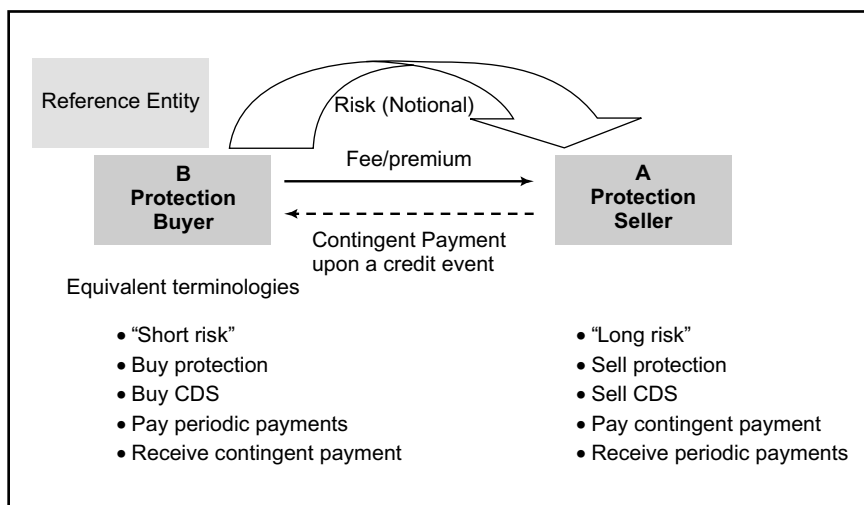 Reference Entity
Risk (Notional)
B
Protection
Buyer
Fee/premium
A
Protection
Seller
Contingent Payment
upon a credit event
Equivalent terminologies
• “Short risk”
• Buy protection
• Buy CDS
• Pay periodic payments
• Receive contingent payment
• “Long risk”
• Sell protection
• Sell CDS
• Pay contingent payment
• Receive periodic payments